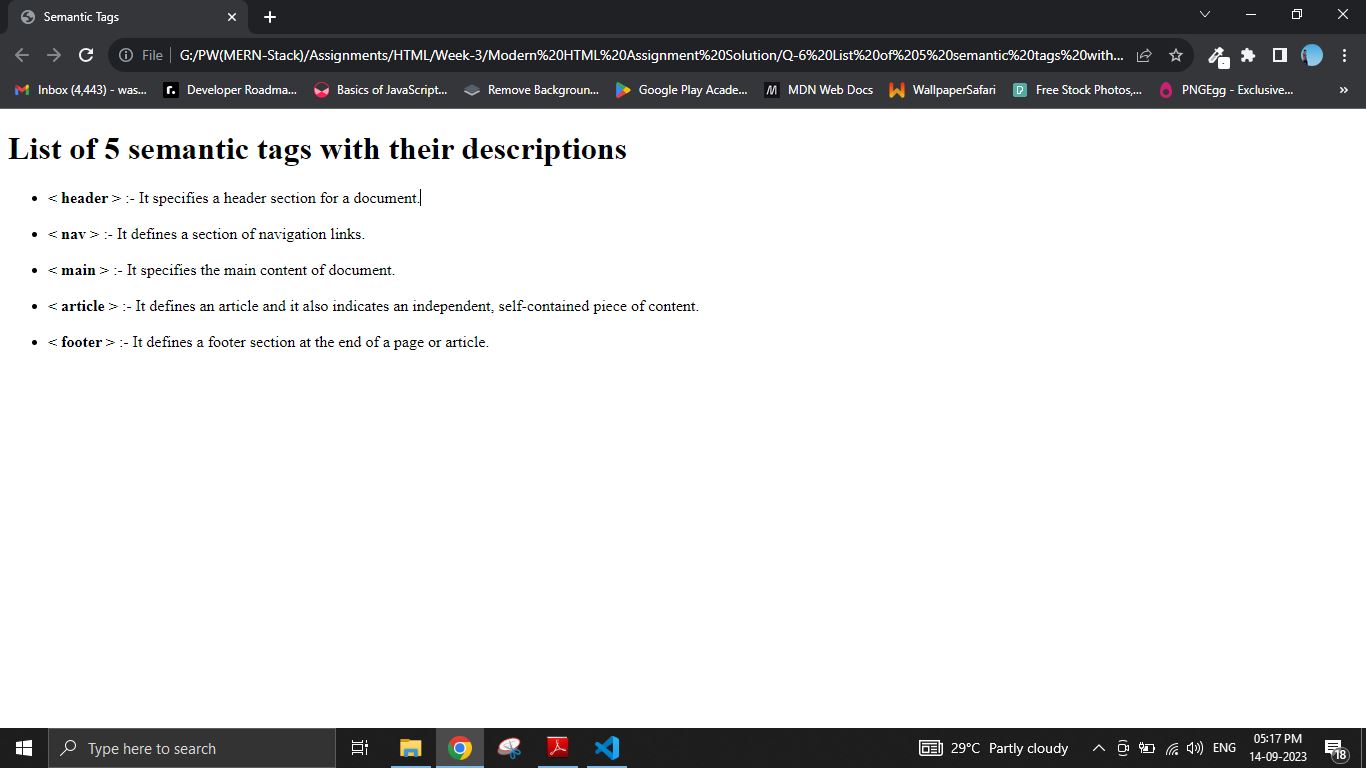 Semantic Tags
File
G:/PW(MERN-Stack)/Assignments/HTML/Week-3/Modern%20HTML%20Assignment%20Solution/Q-6%20List%20of%205%20semantic%20tags%20with...
Inbox (4,443) - was... Developer Roadma... Basics of JavaScript... Remove Backgroun... Google Play Acade... MDN Web Docs WallpaperSafari Free Stock Photos,... PNGEgg - Exclusive... »
List of 5 semantic tags with their descriptions
• < header > :- It specifies a header section for a document.
• < nav > :- It defines a section of navigation links.
• < main > :- It specifies the main content of document.
• < article > :- It defines an article and it also indicates an independent, self-contained piece of content.
• < footer > :- It defines a footer section at the end of a page or article.
Type here to search
29°C Partly cloudy
ENG
05:17 PM
14-09-2023
18